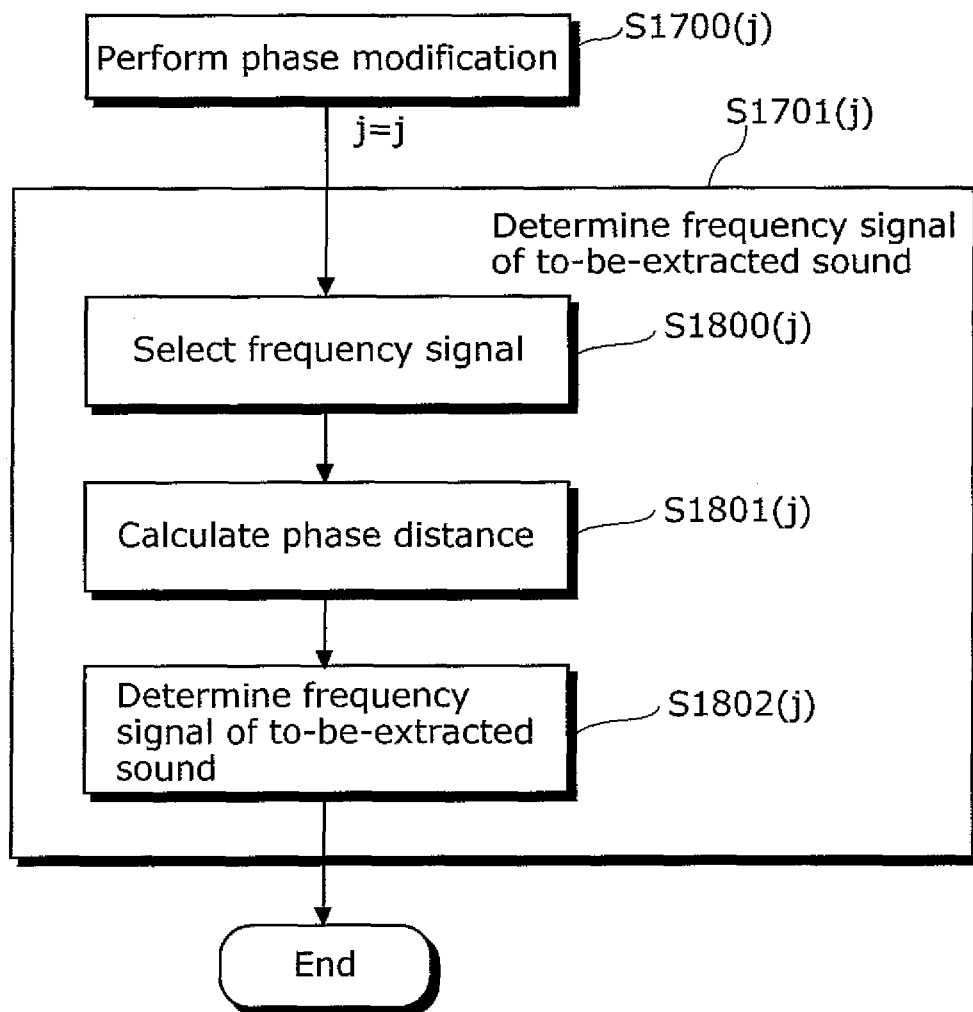 Perform phase modification
S1700(j)
j=j
S1701(j)
Determine frequency signal
of to-be-extracted sound
Select frequency signal
S1800(j)
Calculate phase distance
S1801(j)
Determine frequency
signal of to-be-extracted
sound
S1802(j)
End